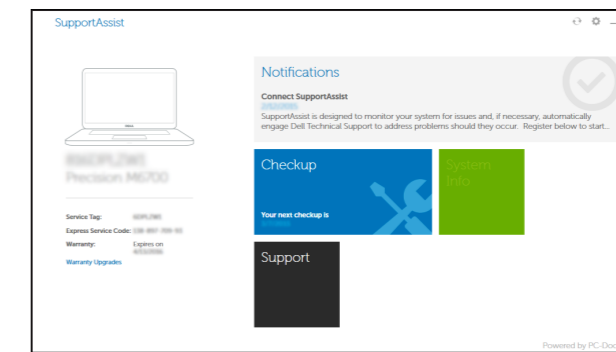 SupportAssist
Notifications
Connect SupportAssist
SupportAssist is designed to monitor your system for issues and, if necessary, automatically
engage Dell Technical Support to address problems should they occur. Register below to start...
Precision M6700
Checkup
System
Info
Your next checkup is
Service Tag:
Express Service Code:
Warranty: Expires on
Warranty Upgrades
Support
Powered by PC-Doc